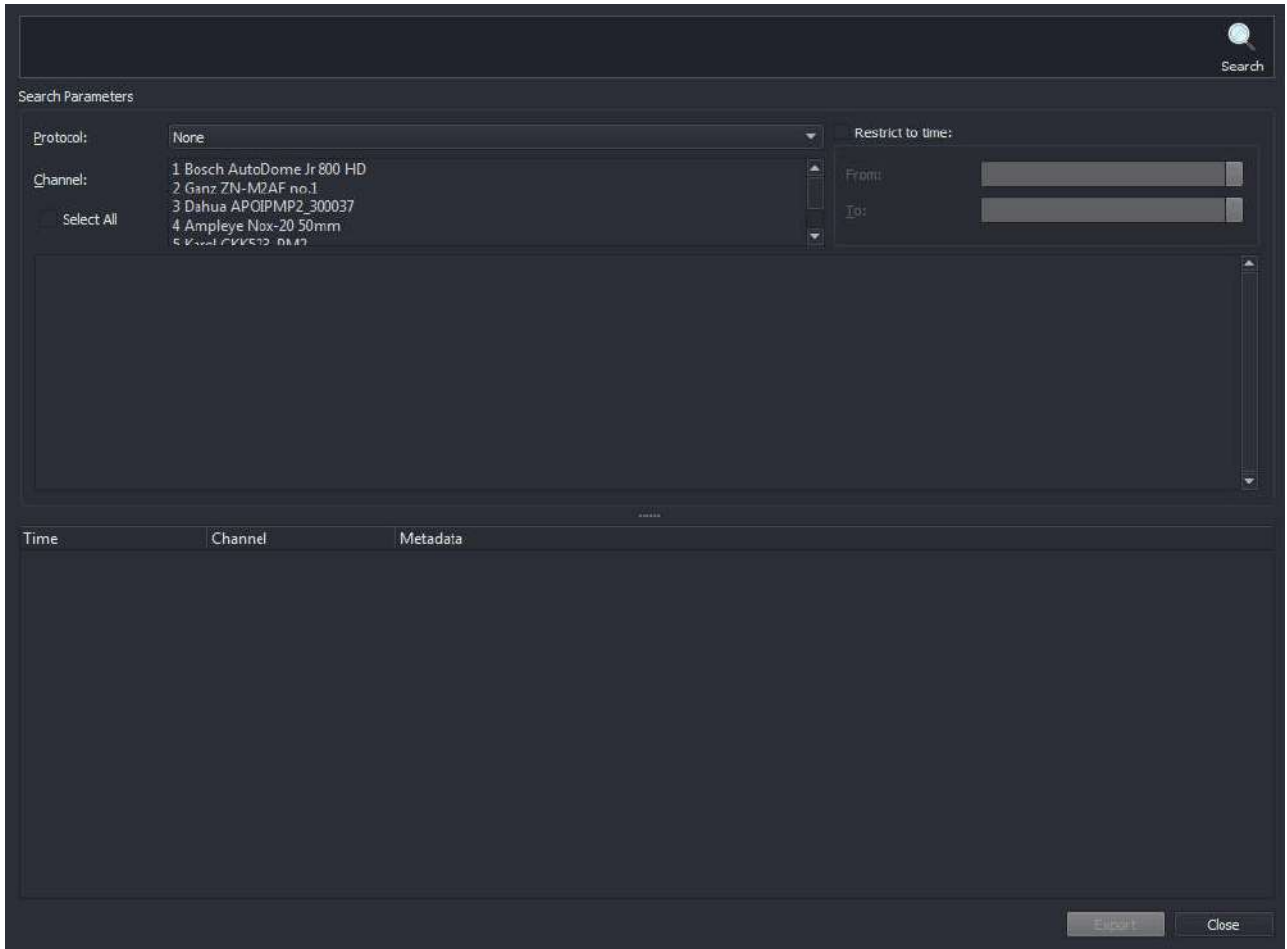 Search
Search Parameters
Protocol:
None
Restrict to time:
Channel:
1 Bosch AutoDome Jr 800 HD
2 Ganz ZN-M2AF no.1
3 Dahua APOIPMP2_300037
4 Ampleye Nox-20 50mm
Select All
From:
To:
Time
Channel
Metadata
Export
Close